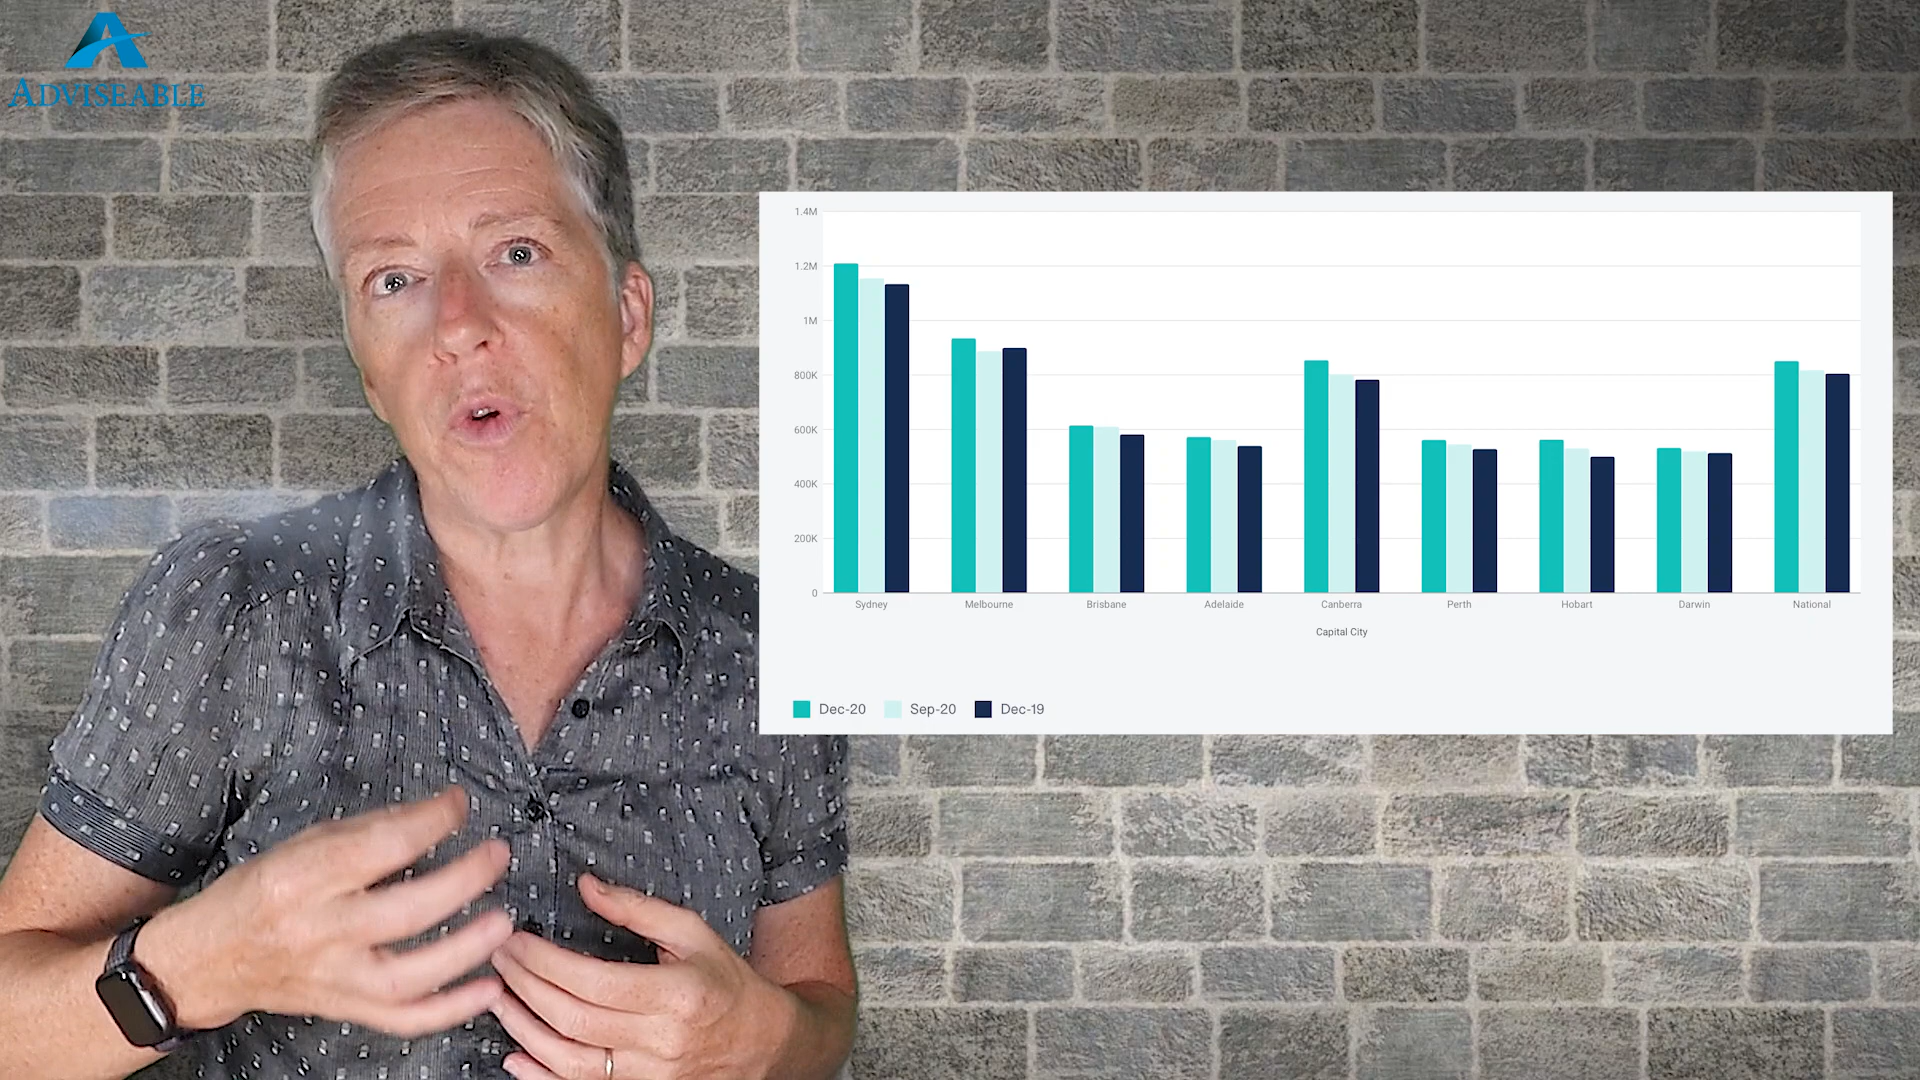 ADVISEABLE
1.4M
1.2M
1M
800K
600K
400K
200K
0
Sydney Melbourne Brisbane Adelaide Canberra Perth Hobart Darwin National
Capital City
Dec-20 Sep-20 Dec-19